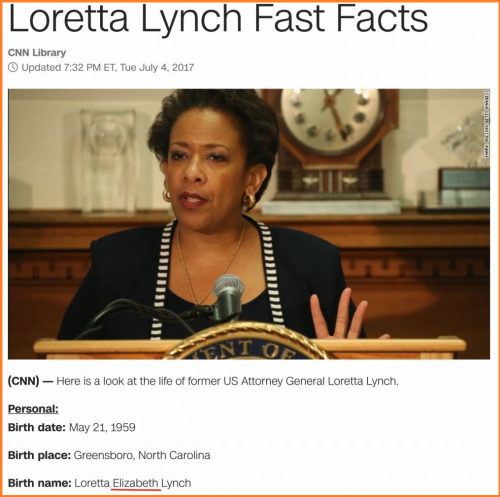 Loretta Lynch Fast Facts
CNN Library
Updated 7:32 PM ET, Tue July 4, 2017
ENT OF
(CNN) — Here is a look at the life of former US Attorney General Loretta Lynch.
Personal:
Birth date: May 21, 1959
Birth place: Greensboro, North Carolina
Birth name: Loretta Elizabeth Lynch